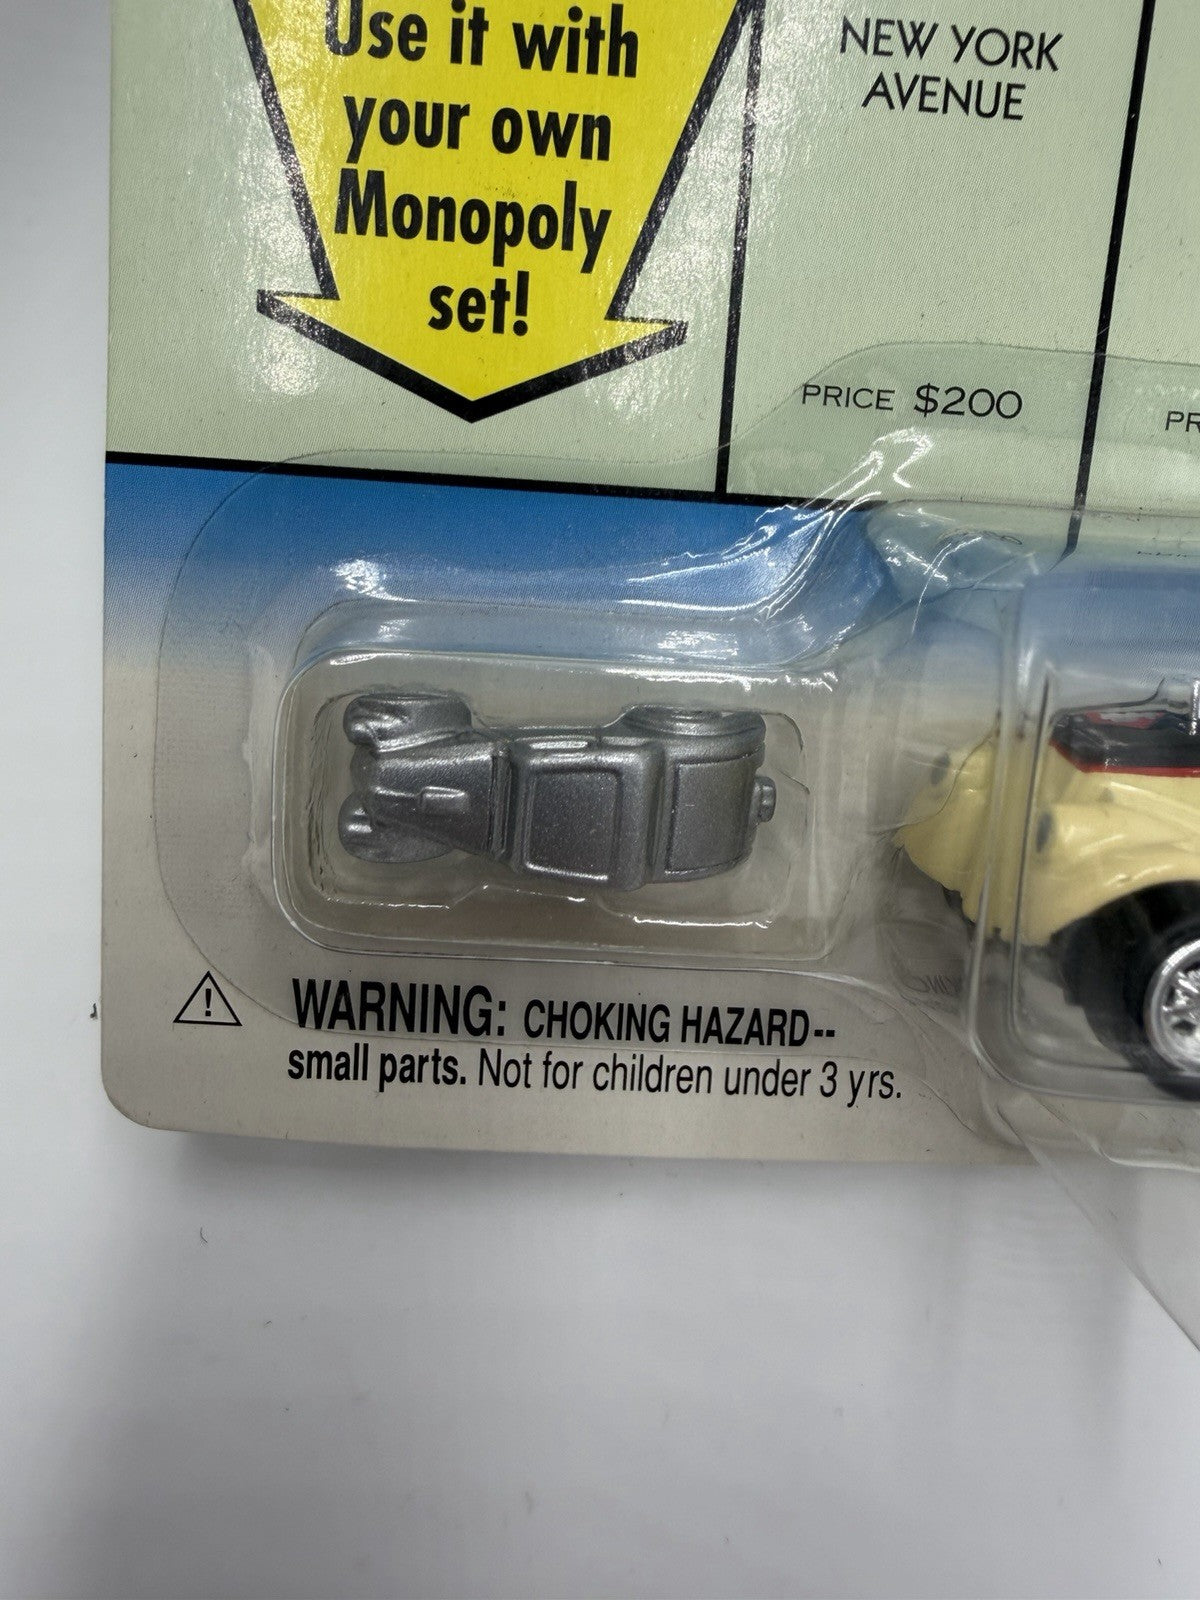 Use it with
your own
Monopoly
set!
NEW YORK
AVENUE
PRICE $200
PR
WARNING: CHOKING HAZARD--
small parts. Not for children under 3 yrs.